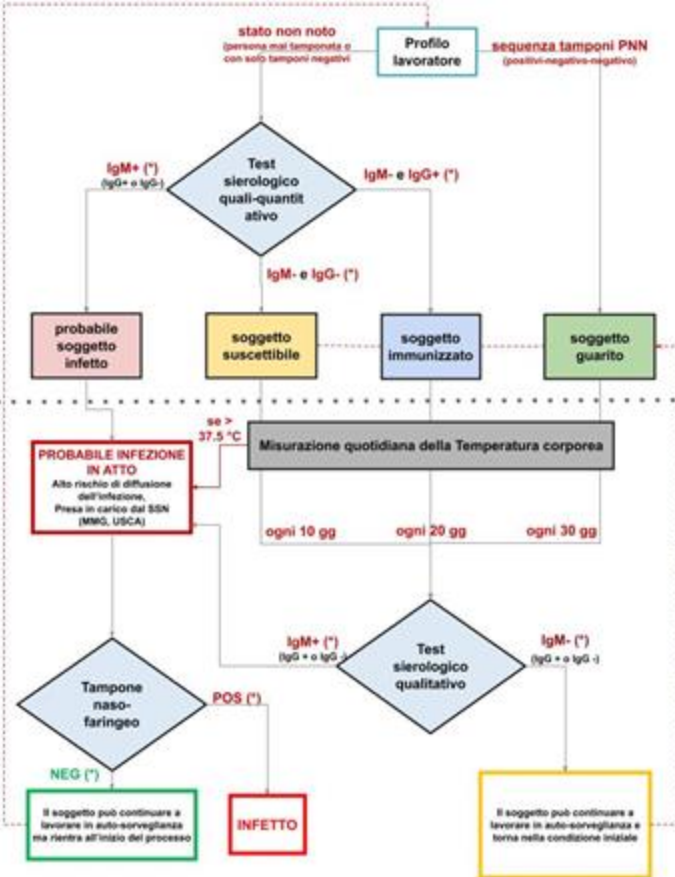 stato non noto
(persona mai tamponata o
con solo tamponi negativi
Profilo
lavoratore
sequenza tamponi PNN
(positivi-negativo-negativo)
Test
sierologico
quali-quantit
ativo
IgM+ (*)
(IgG+ o IgG-)
IgM- e IgG+ (*)
IgM- e IgG- (*)
probabile
soggetto
infetto
soggetto
suscettibile
soggetto
immunizzato
soggetto
guarito
se >
37.5 °C
Misurazione quotidiana della Temperatura corporea
PROBABILE INFEZIONE
IN ATTO
Alto rischio di diffusione
dell'infezione,
Presa in carico dal SSN
(MMG, USCA)
ogni 10 gg
ogni 20 gg
ogni 30 gg
IgM+ (*)
(IgG + o IgG -)
Test
sierologico
qualitativo
IgM- (*)
(IgG + o IgG -)
Tampone
naso-
faringeo
POS (*)
NEG (*)
Il soggetto può continuare a
lavorare in auto-sorveglianza
ma rientra all'inizio del processo
INFETTO
Il soggetto può continuare a
lavorare in auto-sorveglianza e
torna nella condizione iniziale